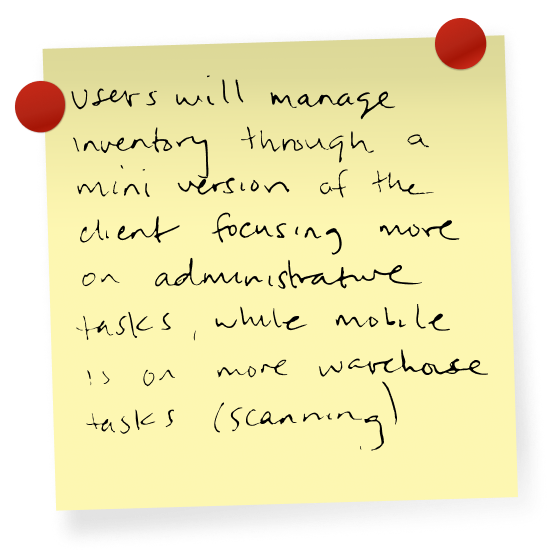 users will manage
inventory through a
mini version of the
client focusing more
on administrative
tasks, while mobile
is on more warehouse
tasks (scanning)